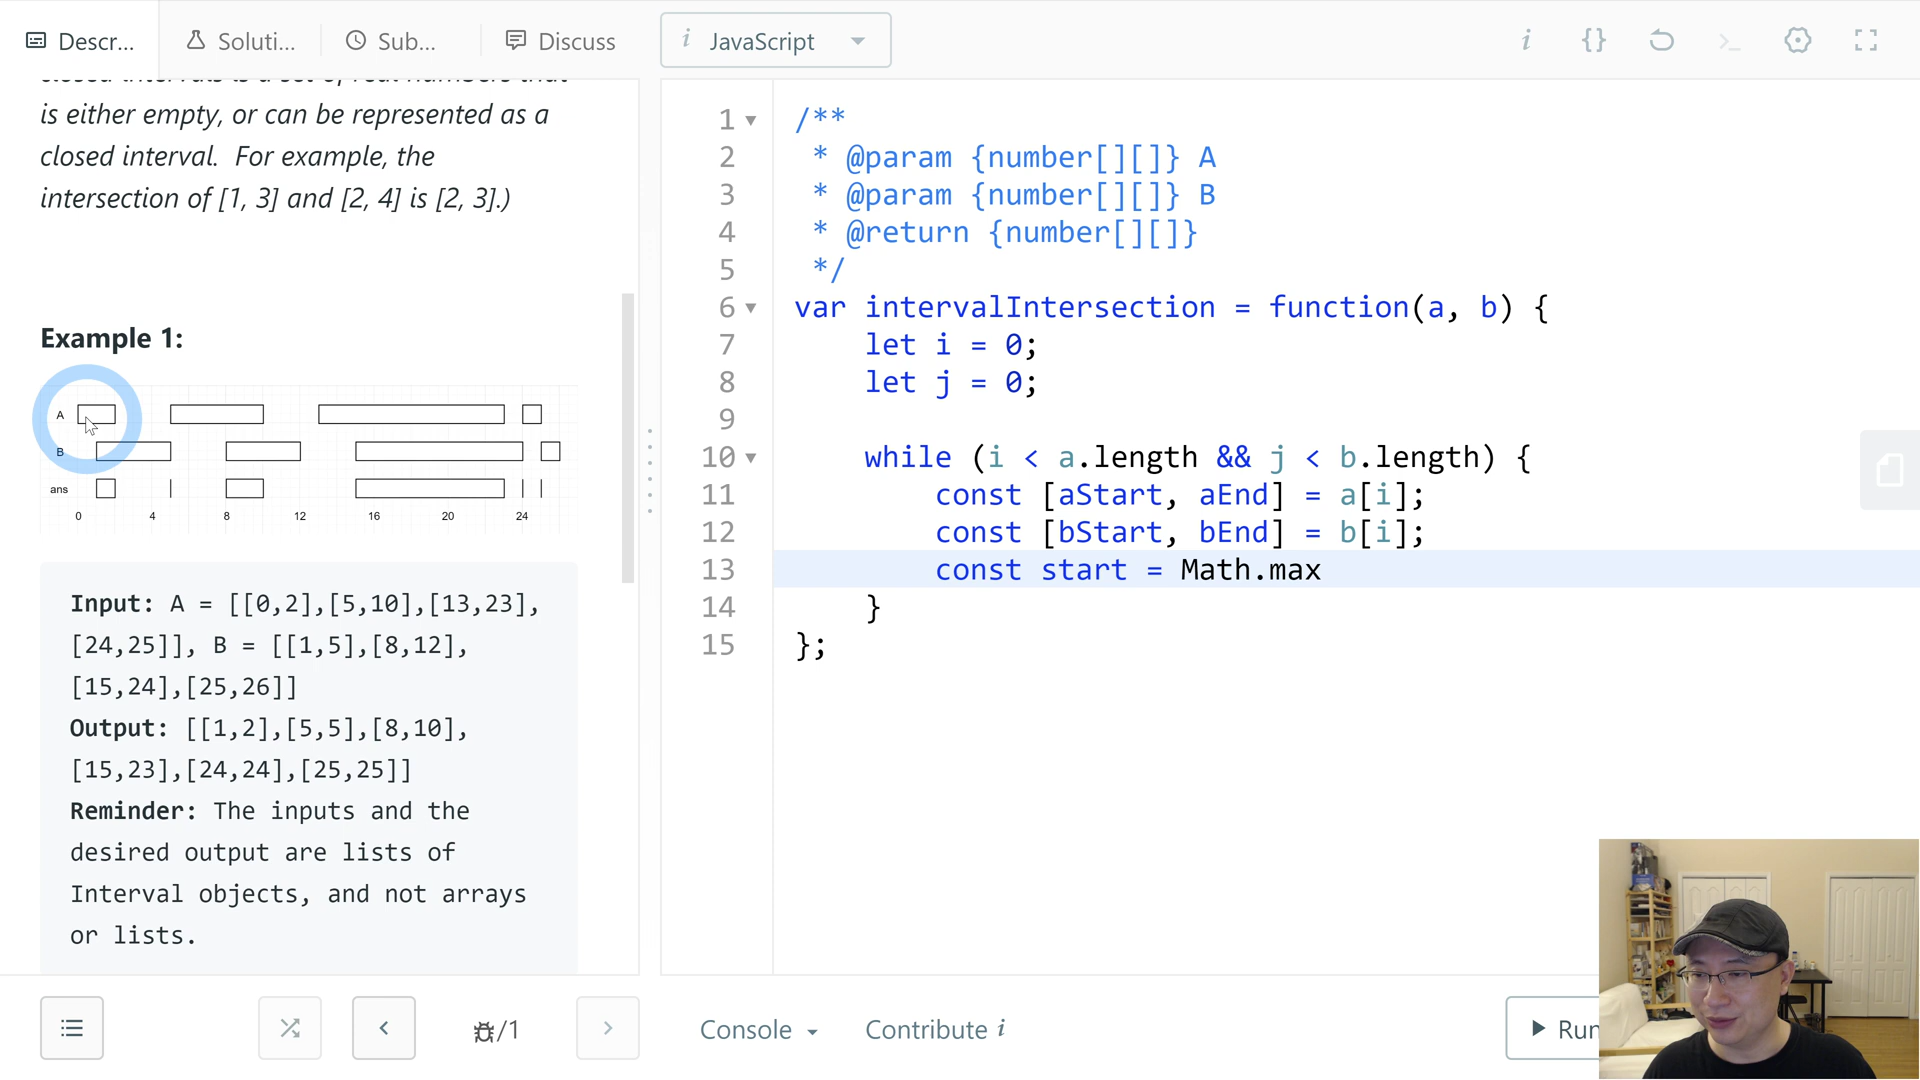 Descr...
Soluti...
Sub...
Discuss
i JavaScript
i {} >_
is either empty, or can be represented as a
closed interval. For example, the
intersection of [1, 3] and [2, 4] is [2, 3].)
Example 1:
A
B
ans
0 4 8 12 16 20 24
Input: A = [[0,2],[5,10],[13,23],
[24,25]], B = [[1,5],[8,12],
[15,24],[25,26]]
Output: [[1,2],[5,5],[8,10],
[15,23],[24,24],[25,25]]
Reminder: The inputs and the
desired output are lists of
Interval objects, and not arrays
or lists.
1 /**
2 * @param {number[][]} A
3 * @param {number[][]} B
4 * @return {number[][]}
5 */
6 var intervalIntersection = function(a, b) {
7 let i = 0;
8 let j = 0;
9
10 while (i < a.length && j < b.length) {
11 const [aStart, aEnd] = a[i];
12 const [bStart, bEnd] = b[i];
13 const start = Math.max
14 }
15 };
/1
Console
Contribute i
Run